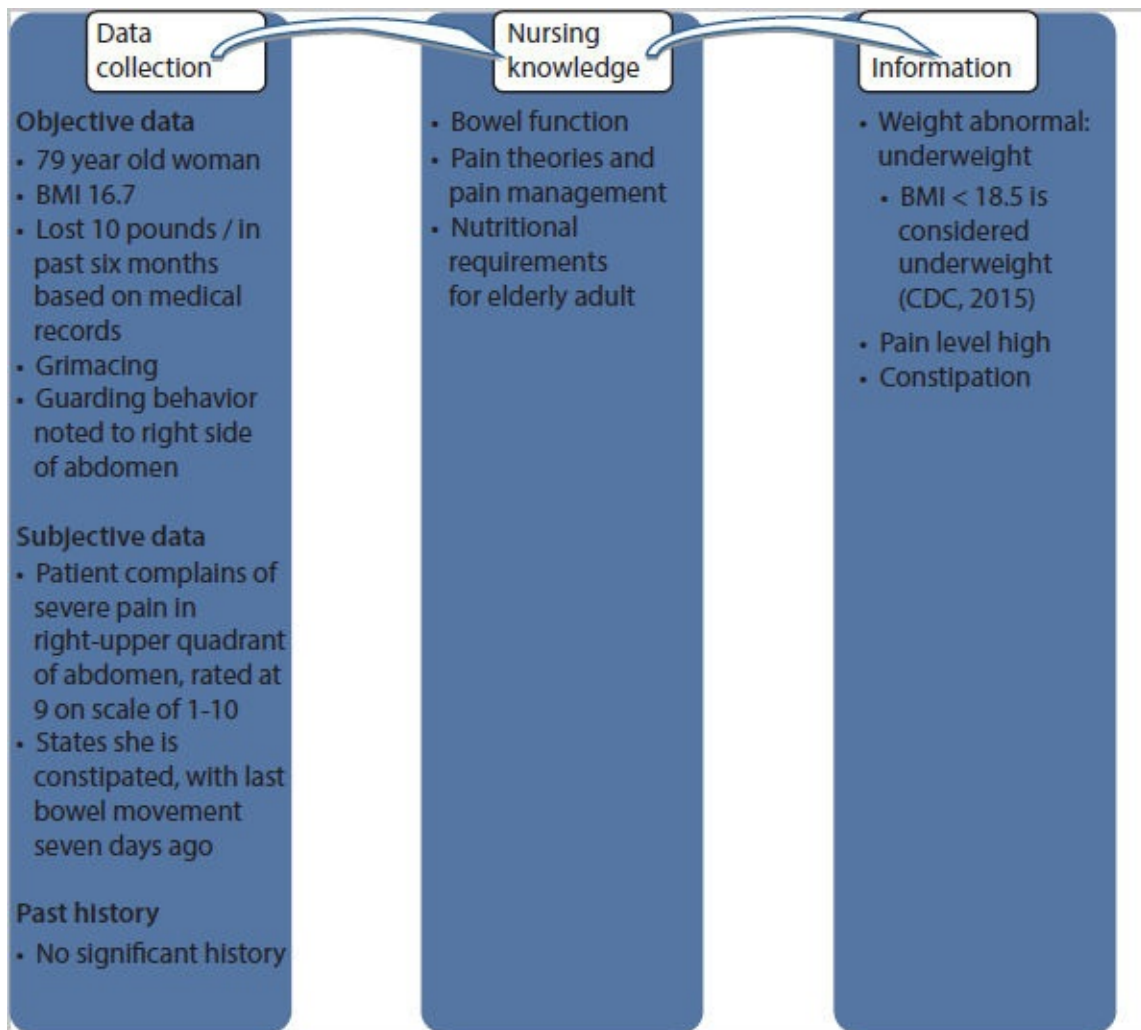 Data
collection
Objective data
• 79 year old woman
• BMI 16.7
• Lost 10 pounds / in
past six months
based on medical
records
• Grimacing
• Guarding behavior
noted to right side
of abdomen
Subjective data
• Patient complains of
severe pain in
right-upper quadrant
of abdomen, rated at
9 on scale of 1-10
• States she is
constipated, with last
bowel movement
seven days ago
Past history
• No significant history
Nursing
knowledge
• Bowel function
• Pain theories and
pain management
• Nutritional
requirements
for elderly adult
Information
• Weight abnormal:
underweight
• BMI < 18.5 is
considered
underweight
(CDC, 2015)
• Pain level high
• Constipation